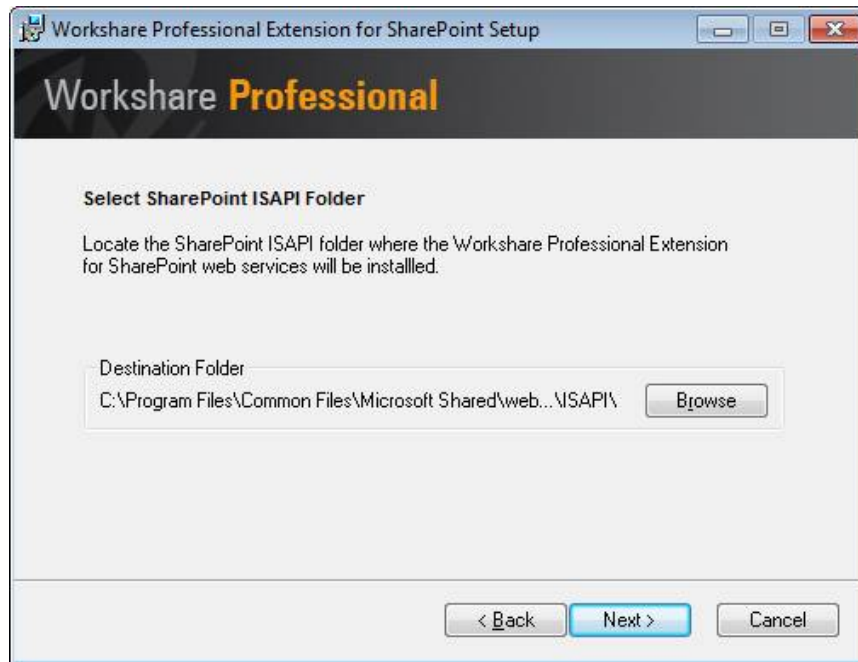 Workshare Professional Extension for SharePoint Setup
Workshare Professional
Select SharePoint ISAPI Folder
Locate the SharePoint ISAPI folder where the Workshare Professional Extension
for SharePoint web services will be installled.
Destination Folder
C:\Program Files\Common Files\Microsoft Shared\web...\ISAPI\ Browse
< Back Next > Cancel